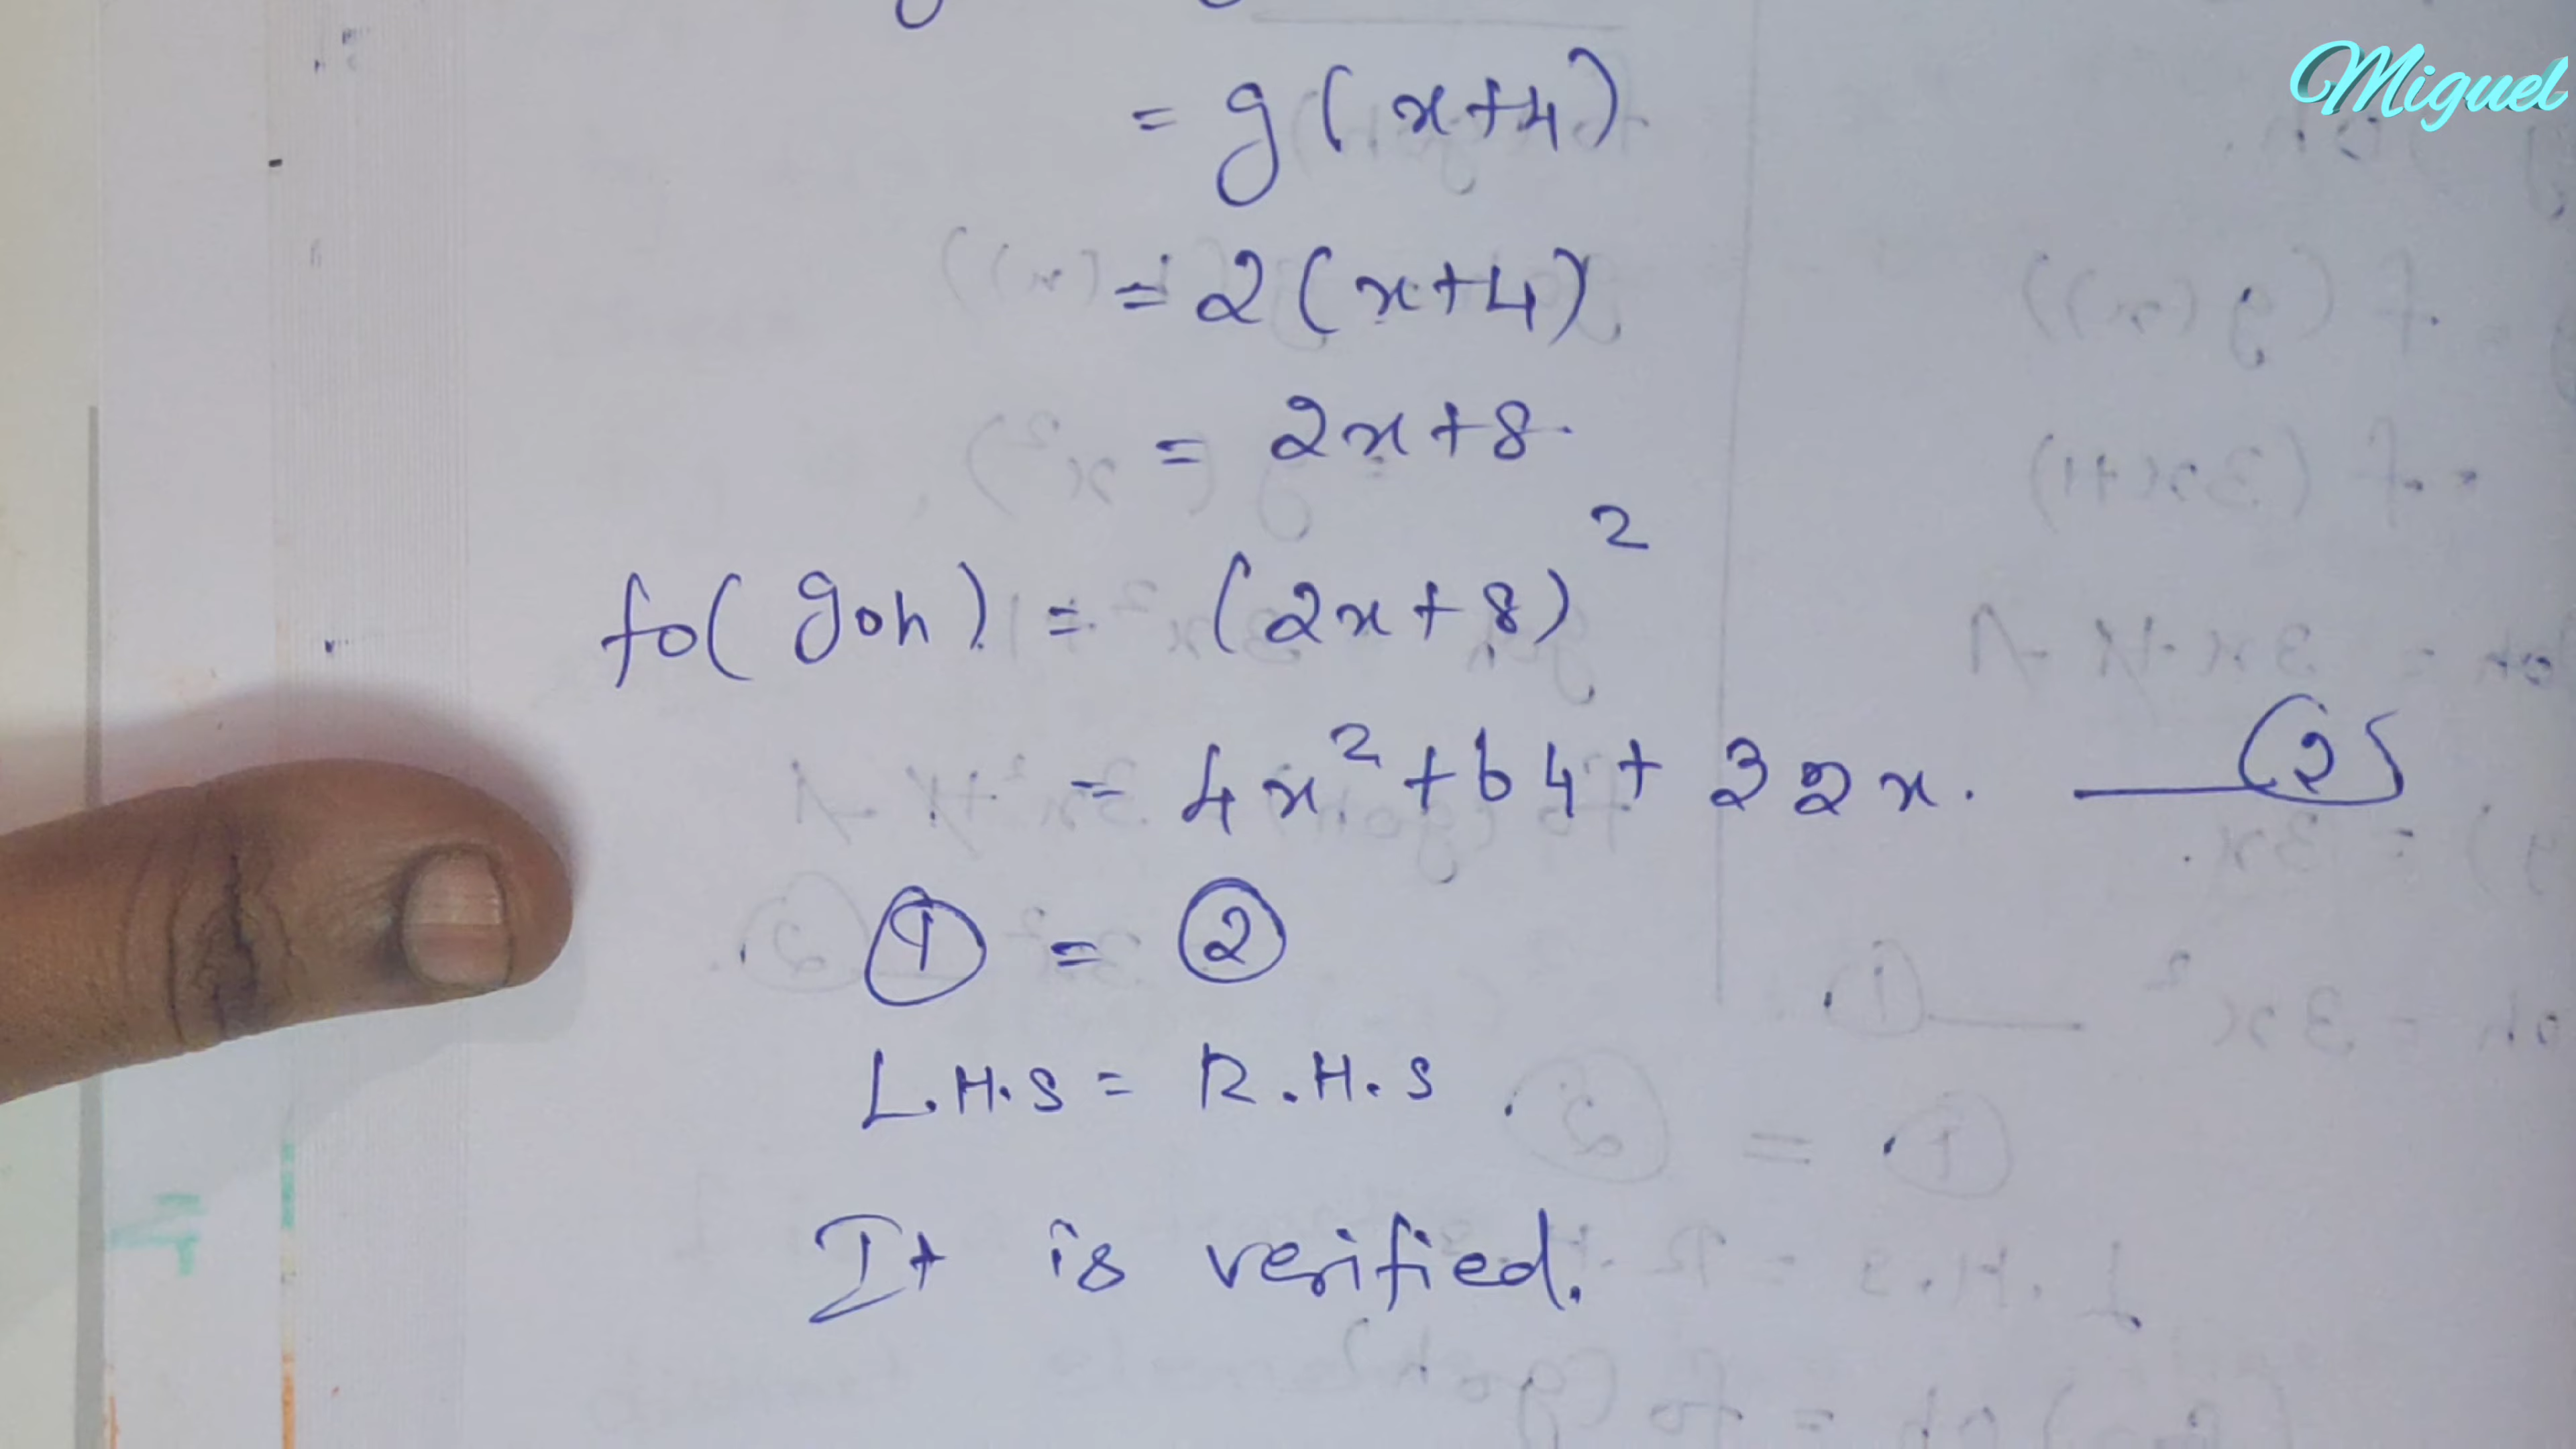 Miguel
= g(x+4)
= 2(x+4)
= 2x+8.
fo(goh) = (2x+8)²
= 4x²+64+32x. —— (2)
① = ②
L.H.S = R.H.S
It is verified.